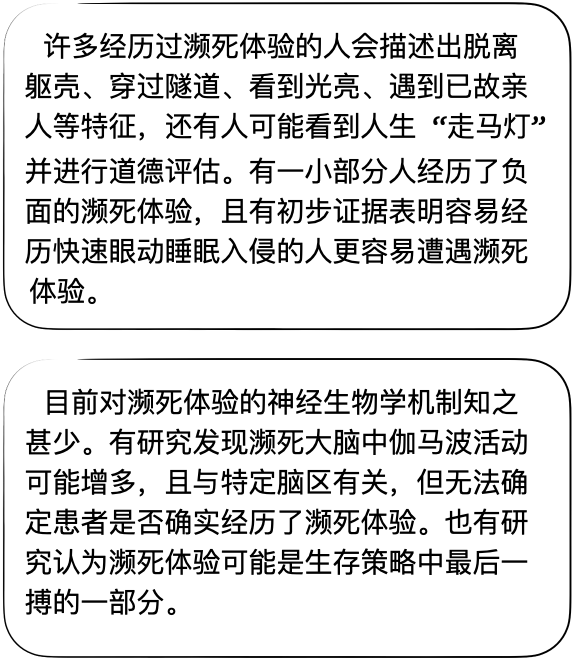 许多经历过濒死体验的人会描述出脱离
躯壳、穿过隧道、看到光亮、遇到已故亲
人等特征，还有人可能看到人生“走马灯”
并进行道德评估。有一小部分人经历了负
面的濒死体验，且有初步证据表明容易经
历快速眼动睡眠入侵的人更容易遭遇濒死
体验。
目前对濒死体验的神经生物学机制知之
甚少。有研究发现濒死大脑中伽马波活动
可能增多，且与特定脑区有关，但无法确
定患者是否确实经历了濒死体验。也有研
究认为濒死体验可能是生存策略中最后一
搏的一部分。